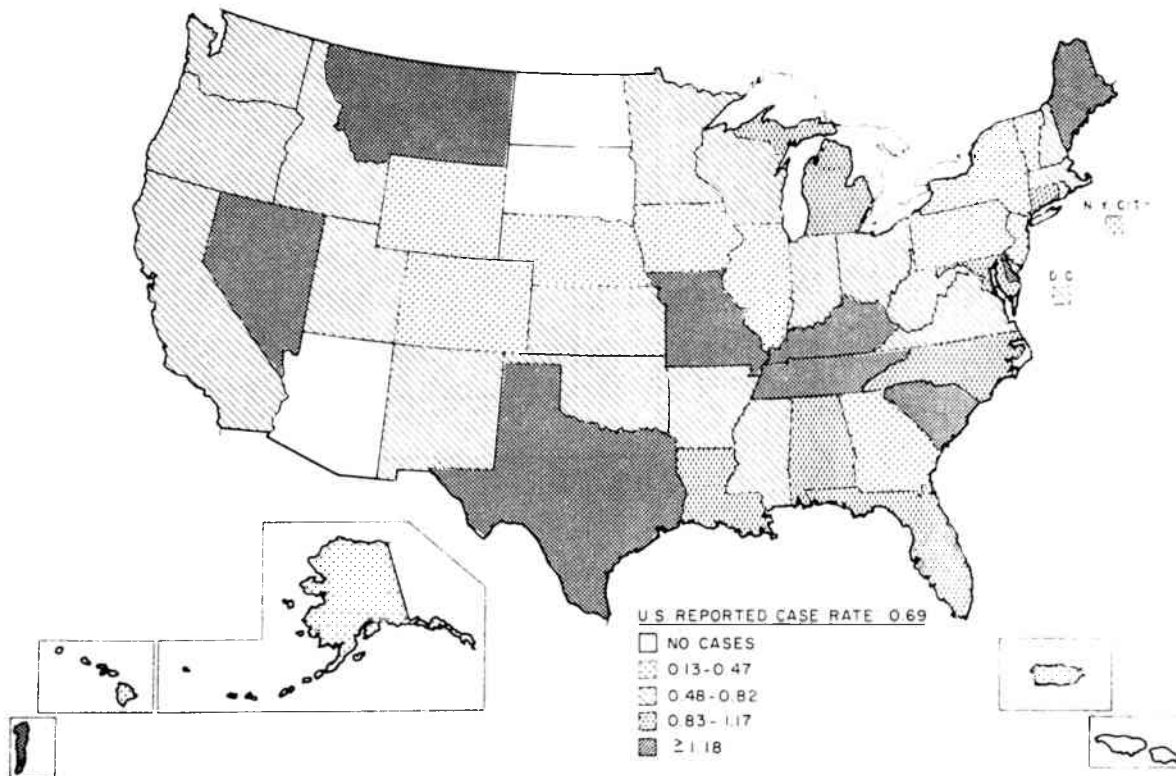 N.Y. CITY
D.C.
U.S. REPORTED CASE RATE 0.69
NO CASES
0.13-0.47
0.48-0.82
0.83-1.17
≥1.18